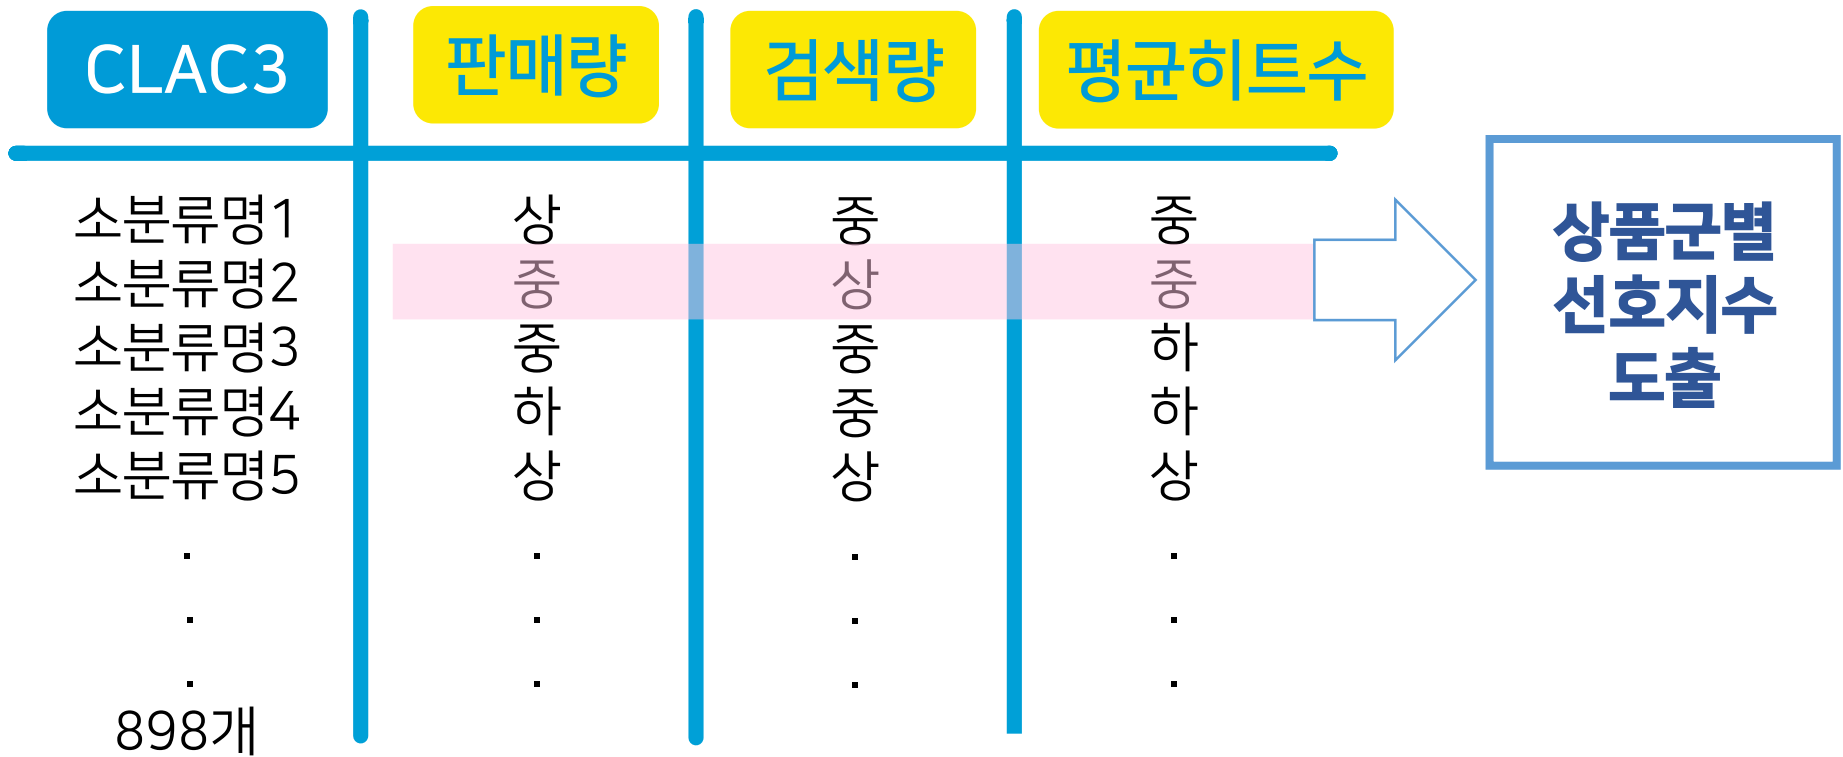 CLAC3 판매량 검색량 평균히트수
소분류명1 상 중 중
소분류명2 중 상 중
소분류명3 중 중 하
소분류명4 하 중 하
소분류명5 상 상 상
. . . .
. . . .
. . . .
898개
상품군별
선호지수
도출